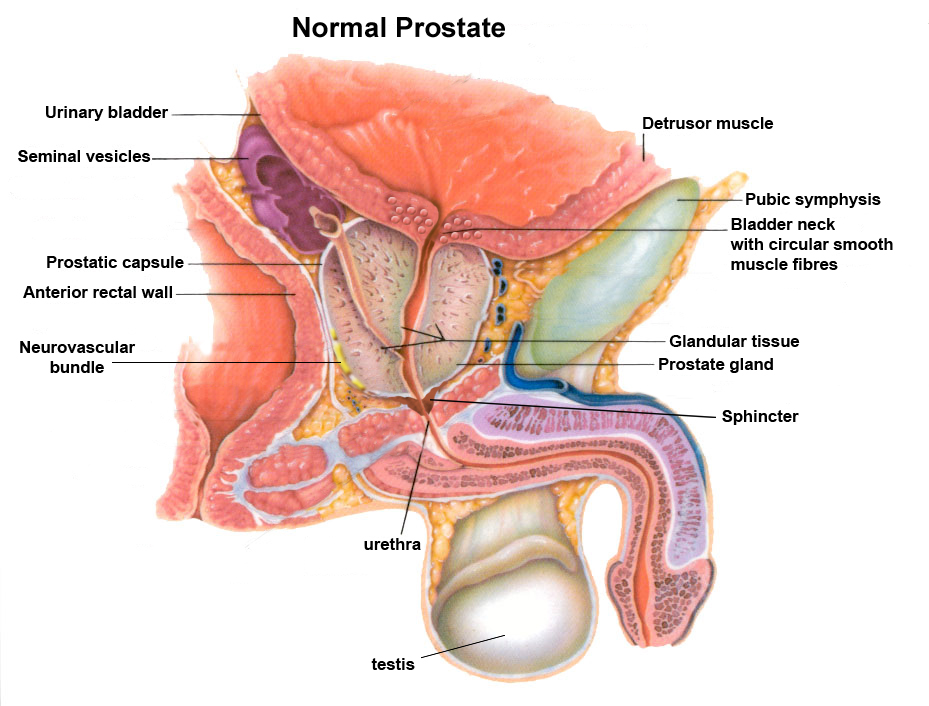 Normal Prostate
Urinary bladder
Seminal vesicles
Prostatic capsule
Anterior rectal wall
Neurovascular
bundle
Detrusor muscle
Pubic symphysis
Bladder neck
with circular smooth
muscle fibres
Glandular tissue
Prostate gland
Sphincter
urethra
testis